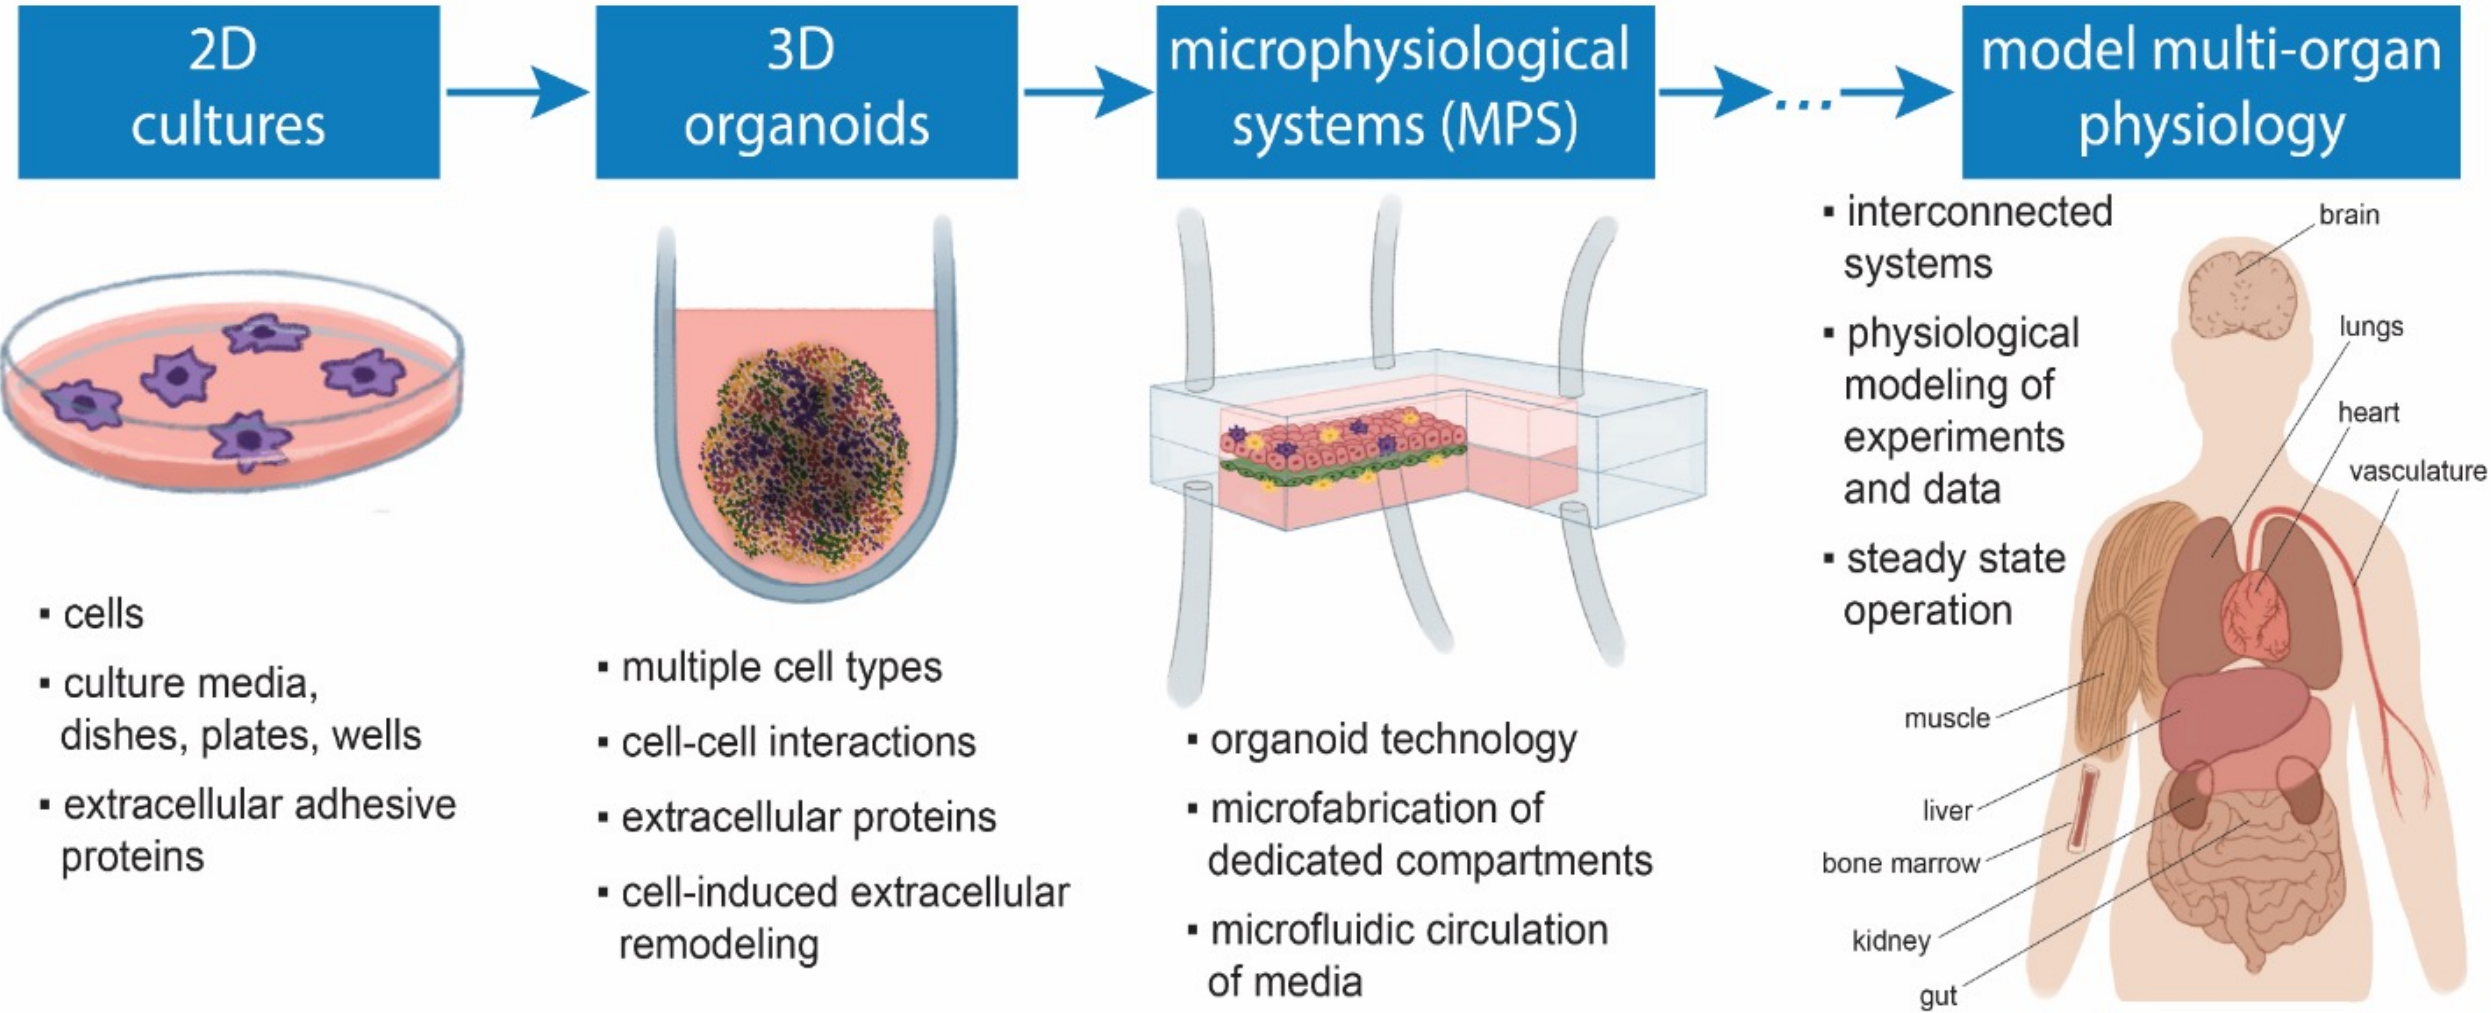 2D
cultures
3D
organoids
microphysiological
systems (MPS)
...
model multi-organ
physiology
▪ cells
▪ culture media,
dishes, plates, wells
▪ extracellular adhesive
proteins
▪ multiple cell types
▪ cell-cell interactions
▪ extracellular proteins
▪ cell-induced extracellular
remodeling
▪ organoid technology
▪ microfabrication of
dedicated compartments
▪ microfluidic circulation
of media
▪ interconnected
systems
▪ physiological
modeling of
experiments
and data
▪ steady state
operation
brain
lungs
heart
vasculature
muscle
liver
bone marrow
kidney
gut